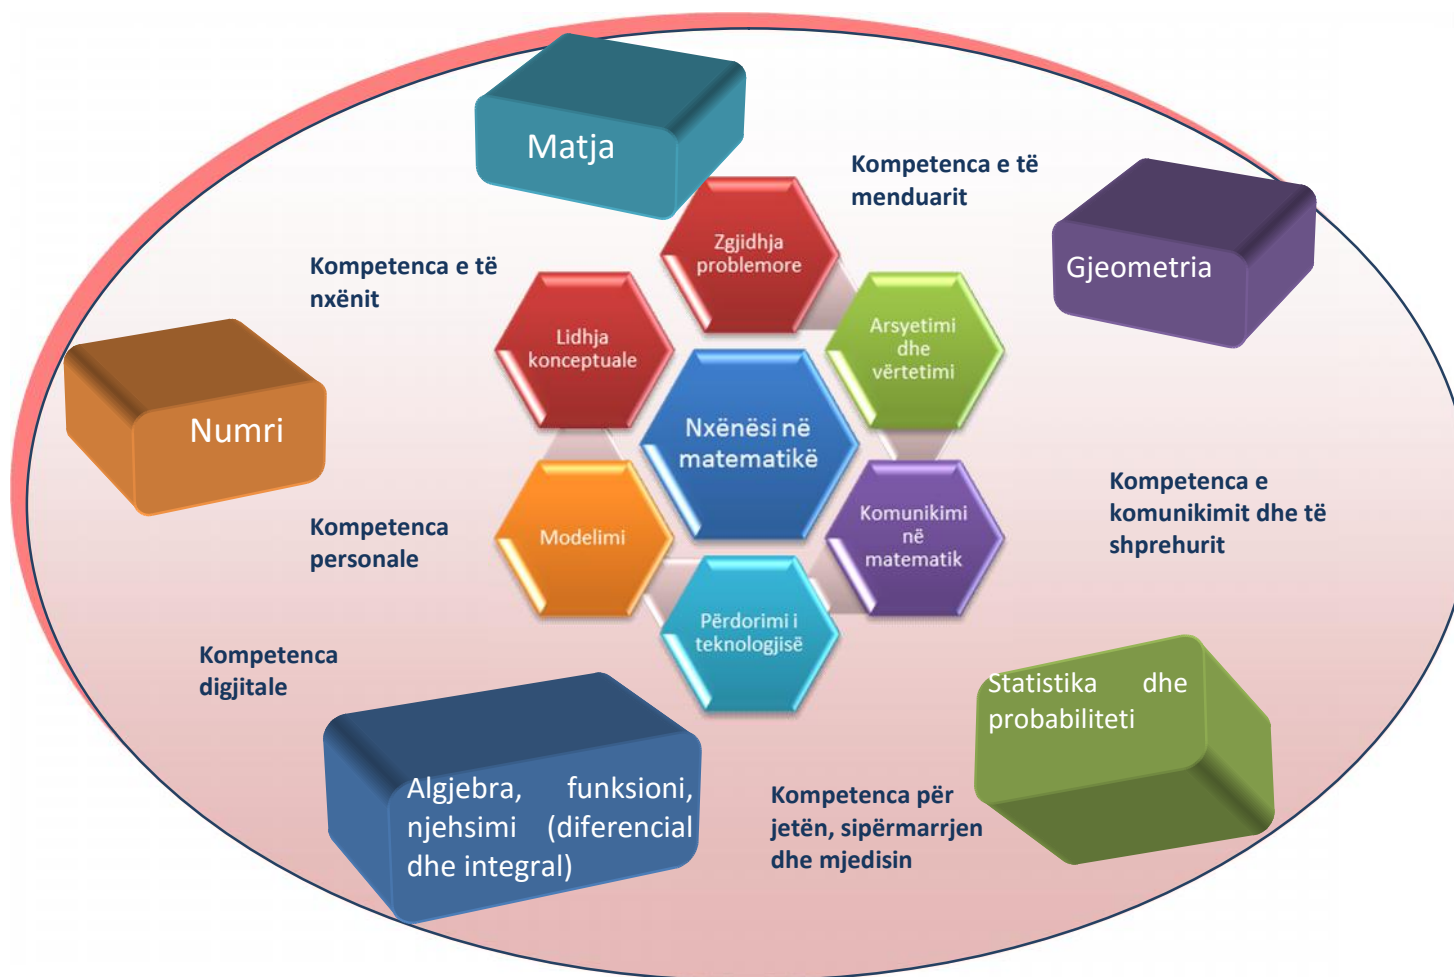 Matja
Kompetenca e të
menduarit
Gjeometria
Kompetenca e të
nxënit
Zgjidhja
problemore
Lidhja
konceptuale
Arsyetimi
dhe
vërtetimi
Numri
Nxënësi në
matematikë
Kompetenca
personale
Modelimi
Komunikimi
në
matematik
Kompetenca e
komunikimit dhe të
shprehurit
Përdorimi i
teknologjisë
Kompetenca
digjitale
Statistika dhe
probabiliteti
Algjebra, funksioni,
njehsimi (diferencial
dhe integral)
Kompetenca për
jetën, sipërmarrjen
dhe mjedisin